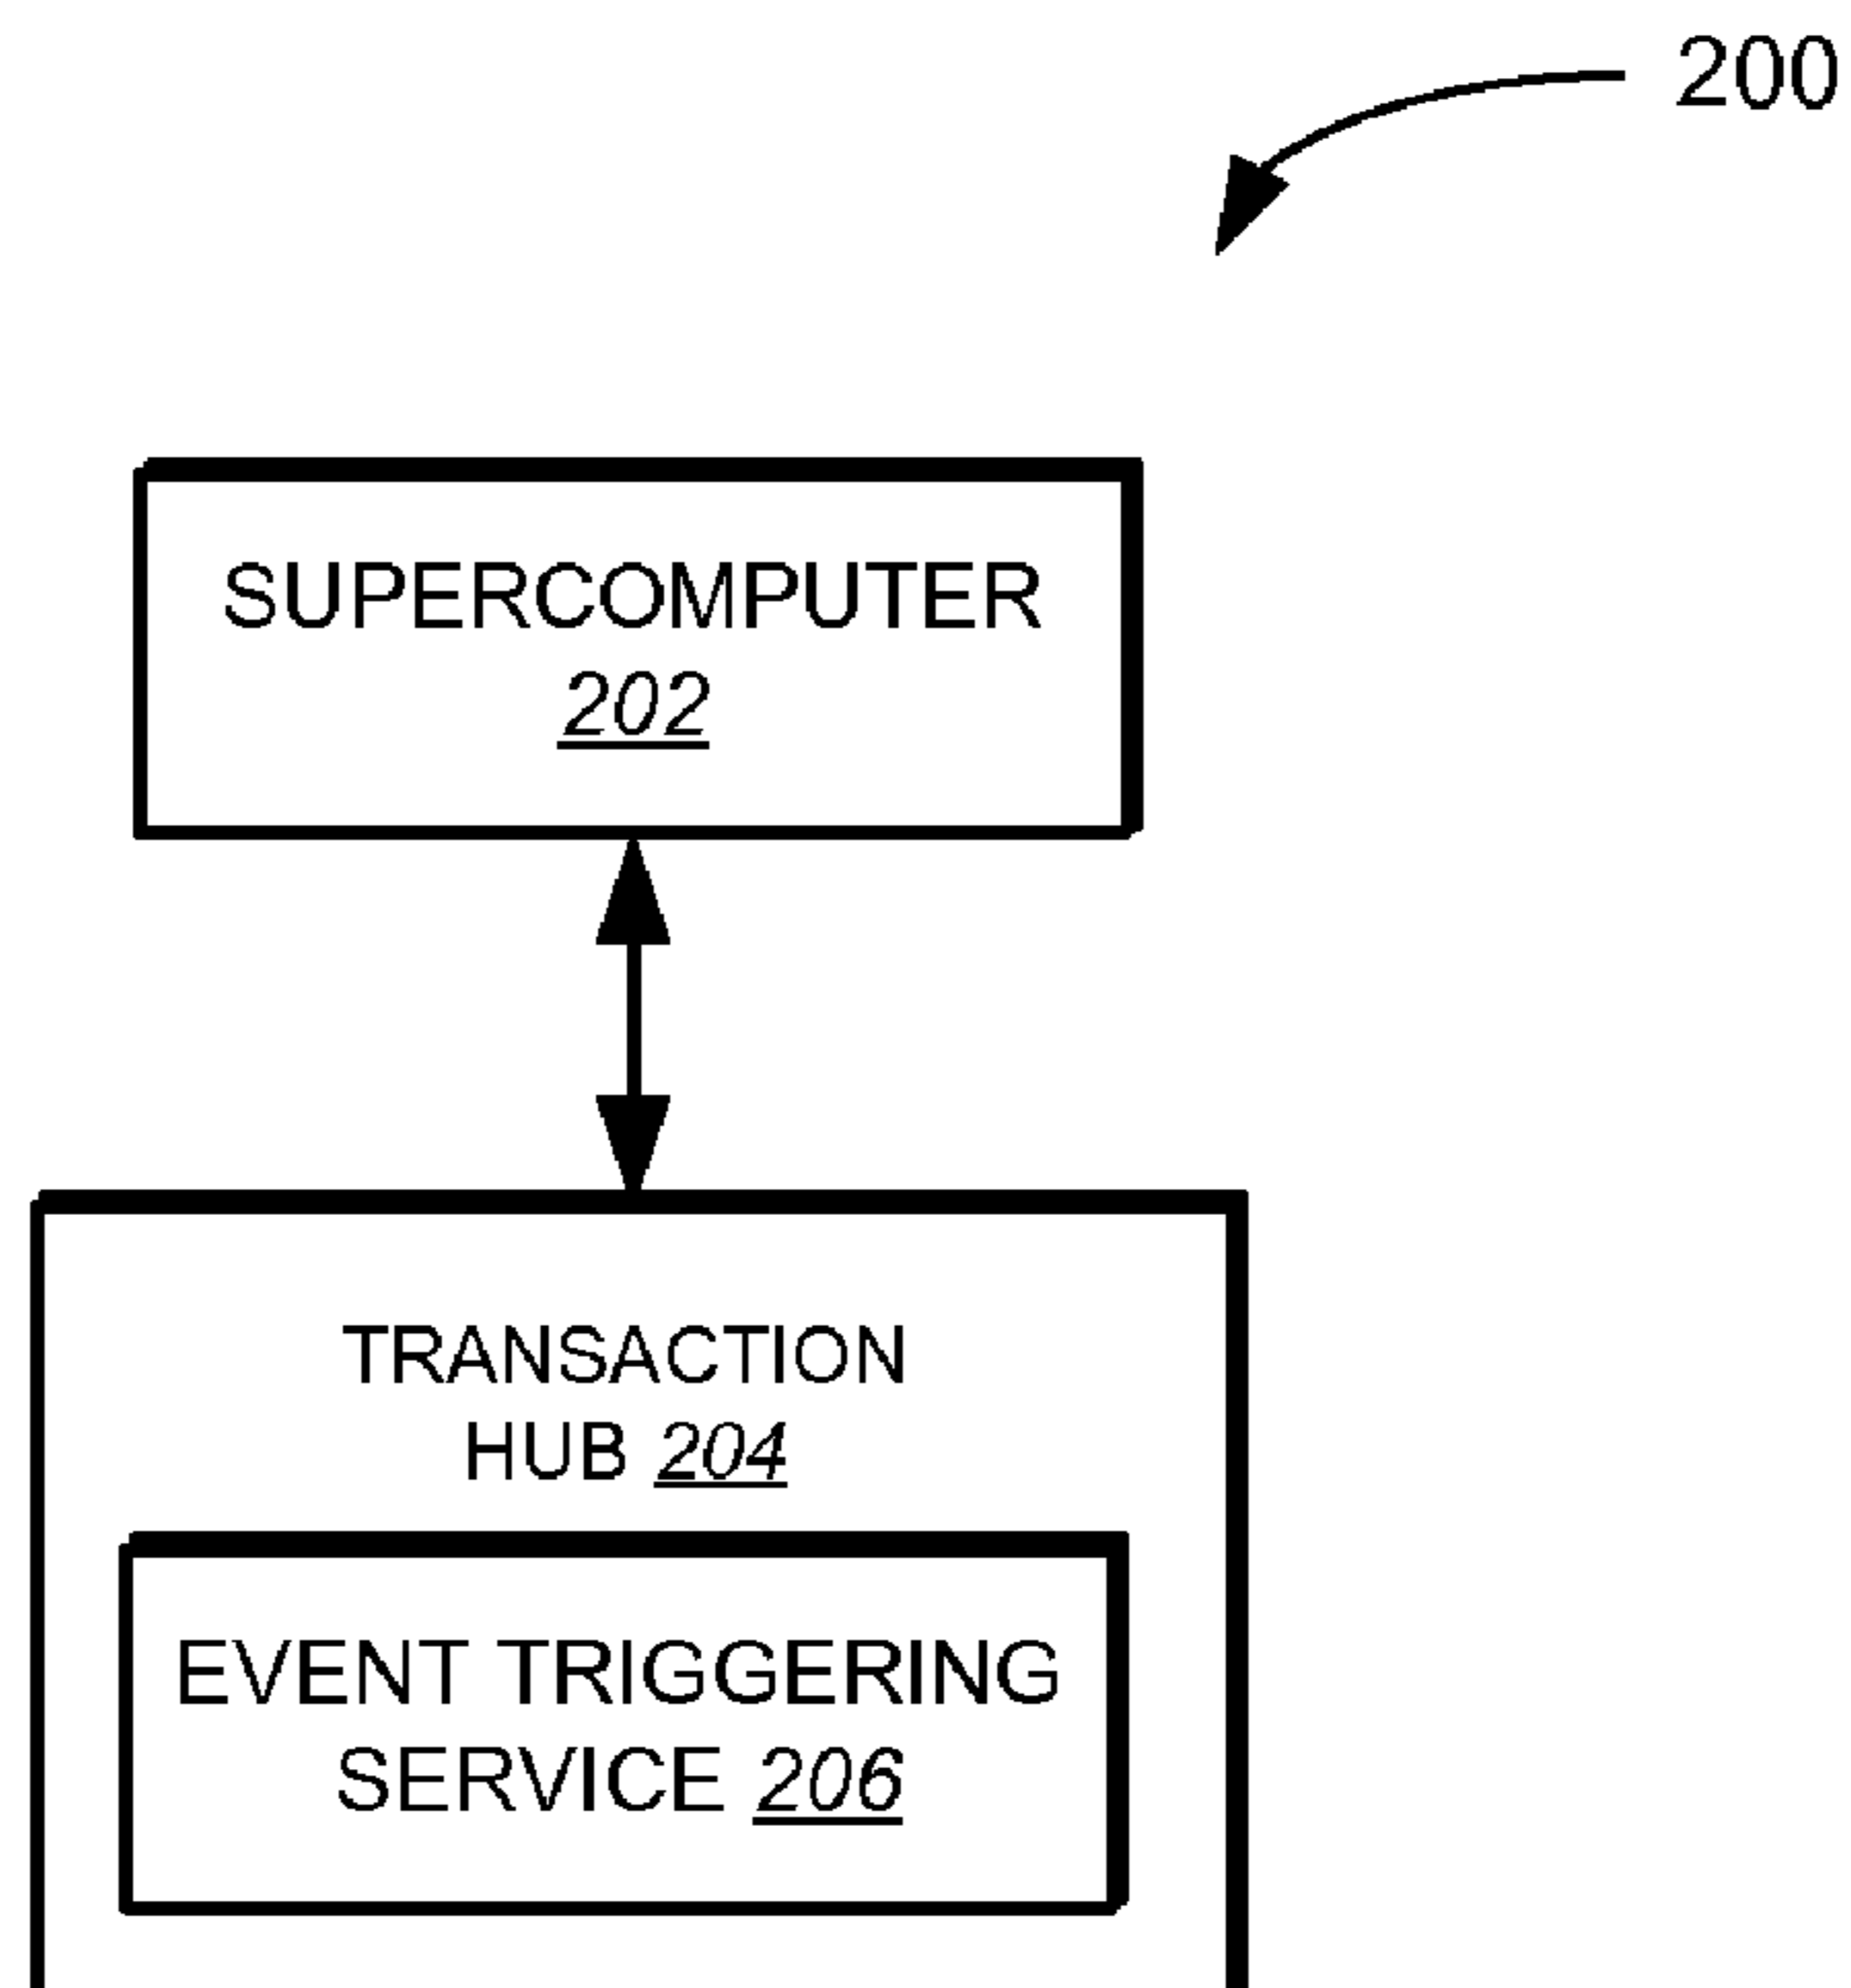 200
SUPERCOMPUTER
202
TRANSACTION
HUB 204
EVENT TRIGGERING
SERVICE 206